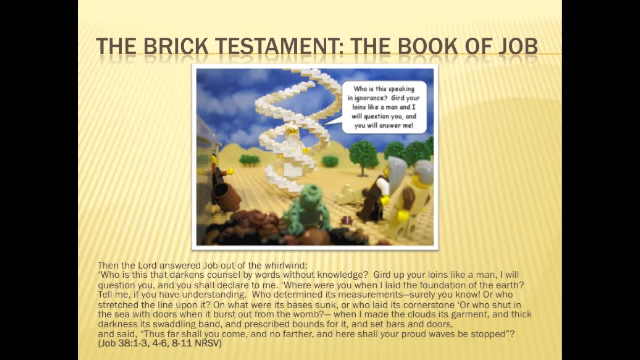 THE BRICK TESTAMENT: THE BOOK OF JOB
Who is this speaking
in ignorance? Gird your
loins like a man and I
will question you, and
you will answer me!
Then the Lord answered Job out of the whirlwind:
'Who is this that darkens counsel by words without knowledge? Gird up your loins like a man, I will
question you, and you shall declare to me. 'Where were you when I laid the foundation of the earth?
Tell me, if you have understanding. Who determined its measurements—surely you know! Or who
stretched the line upon it? On what were its bases sunk, or who laid its cornerstone 'Or who shut in
the sea with doors when it burst out from the womb?— when I made the clouds its garment, and thick
darkness its swaddling band, and prescribed bounds for it, and set bars and doors,
and said, "Thus far shall you come, and no farther, and here shall your proud waves be stopped"?
(Job 38:1-3, 4-6, 8-11 NRSV)